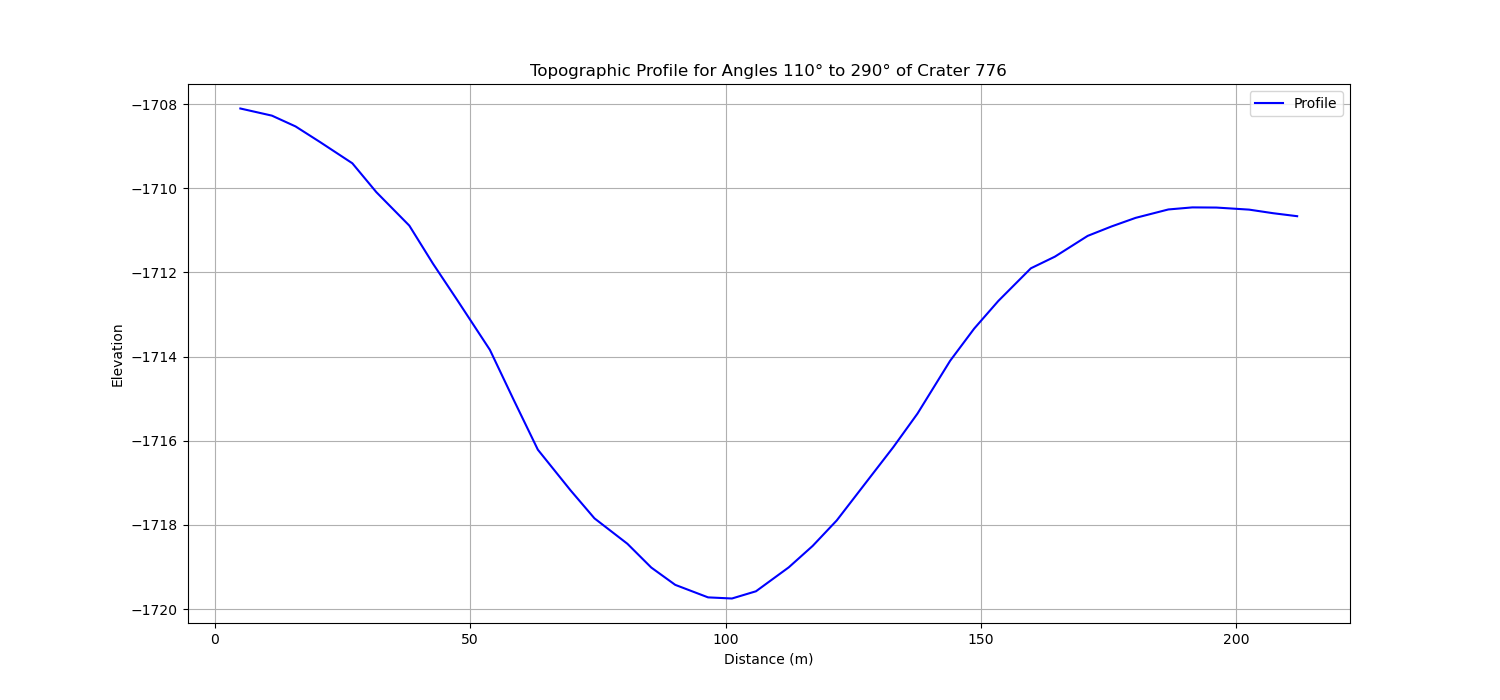 Topographic Profile for Angles 110° to 290° of Crater 776
Profile
−1708
−1710
−1712
−1714
−1716
−1718
−1720
Elevation
0 50 100 150 200
Distance (m)